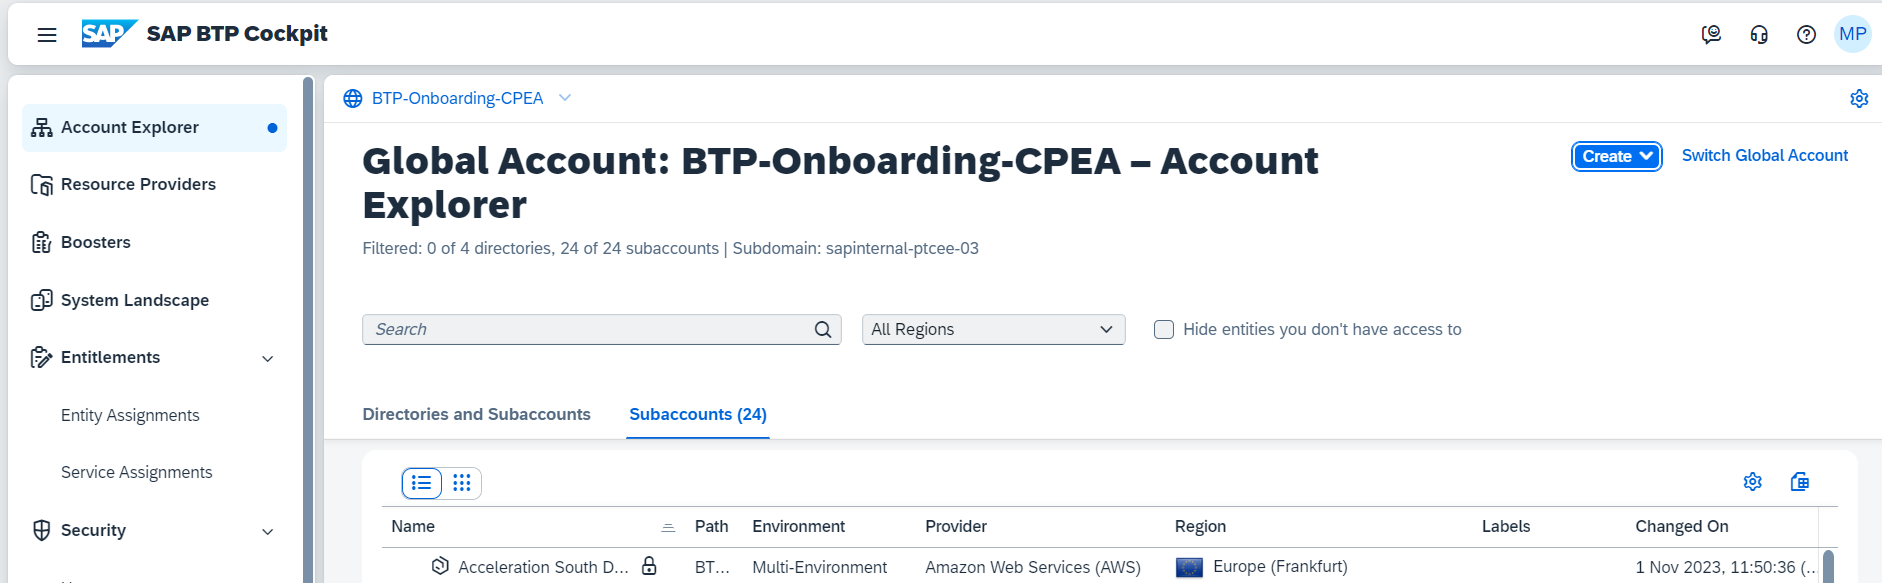 SAP SAP BTP Cockpit
MP
Account Explorer
Resource Providers
Boosters
System Landscape
Entitlements
Entity Assignments
Service Assignments
Security
BTP-Onboarding-CPEA
Global Account: BTP-Onboarding-CPEA – Account
Explorer
Create
Switch Global Account
Filtered: 0 of 4 directories, 24 of 24 subaccounts | Subdomain: sapinternal-ptcee-03
Search
All Regions
Hide entities you don't have access to
Directories and Subaccounts
Subaccounts (24)
Name Path Environment Provider Region Labels Changed On
Acceleration South D... BT... Multi-Environment Amazon Web Services (AWS) Europe (Frankfurt) 1 Nov 2023, 11:50:36 (...